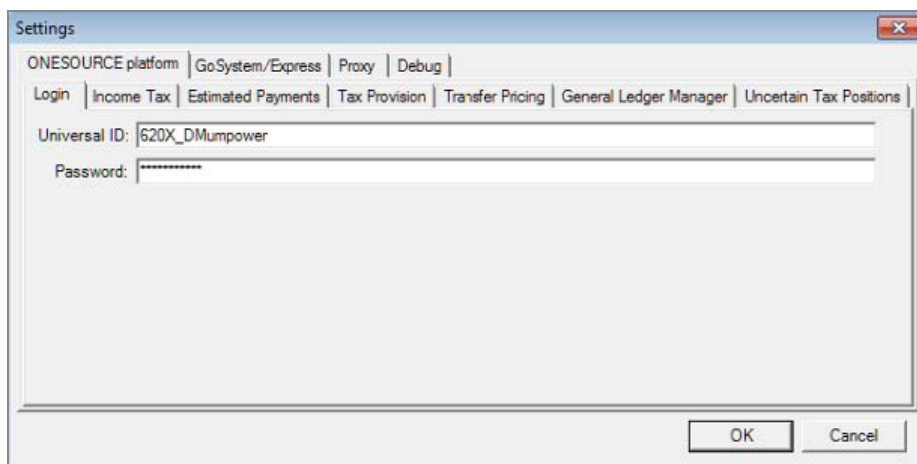 Settings
ONESOURCE platform GoSystem/Express Proxy Debug
Login Income Tax Estimated Payments Tax Provision Transfer Pricing General Ledger Manager Uncertain Tax Positions
Universal ID: 620X_DMumpower
Password: ***********
OK Cancel